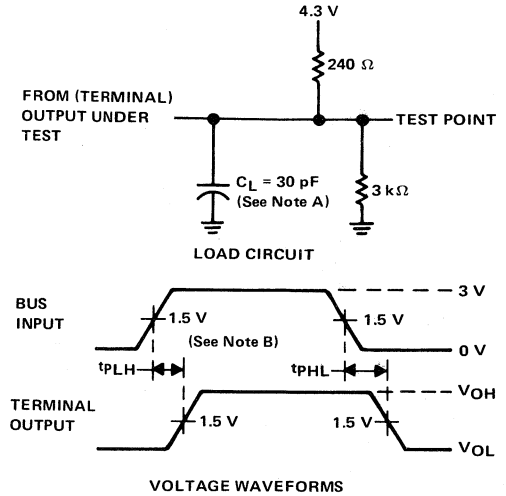 4.3 V
240 Ω
FROM (TERMINAL)
OUTPUT UNDER
TEST
TEST POINT
CL = 30 pF
(See Note A)
3 kΩ
LOAD CIRCUIT
BUS
INPUT
3 V
1.5 V
1.5 V
(See Note B)
0 V
tPLH
tPHL
TERMINAL
OUTPUT
VOH
1.5 V
1.5 V
VOL
VOLTAGE WAVEFORMS